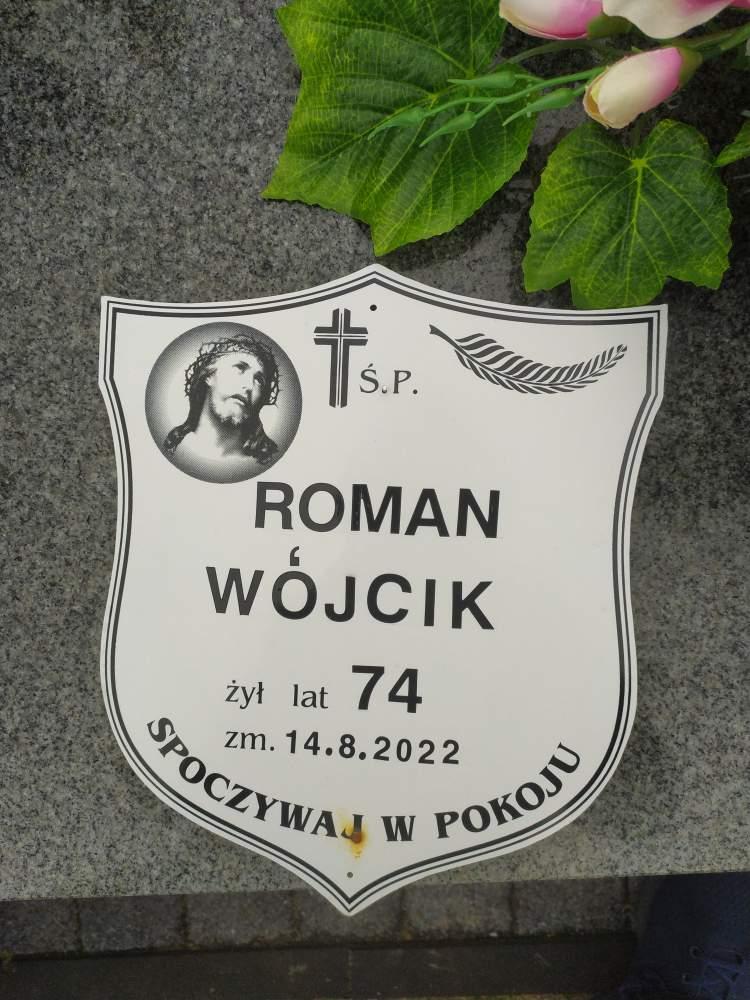 Ś.P.
ROMAN
WÓJCIK
żył lat 74
zm. 14.8.2022
SPOCZYWAJ W POKOJU